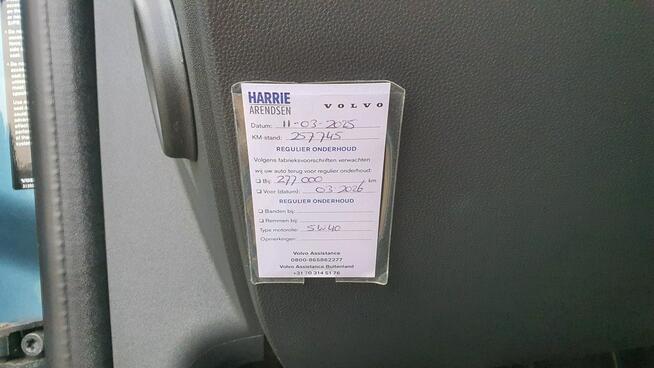 HARRIE
ARENDSEN
VOLVO
Datum: 11-03-2025
KM-stand: 257745
REGULIER ONDERHOUD
Volgens fabrieksvoorschriften verwachten
wij uw auto terug voor regulier onderhoud:
Bij: 277.000 km
Voor (datum): 03-2026
REGULIER ONDERHOUD
Banden bij:
Remmen bij:
Type motorolie: 5W40
Opmerkingen:
Volvo Assistance
0800-865862277
Volvo Assistance Buitenland
+31 70 314 51 76